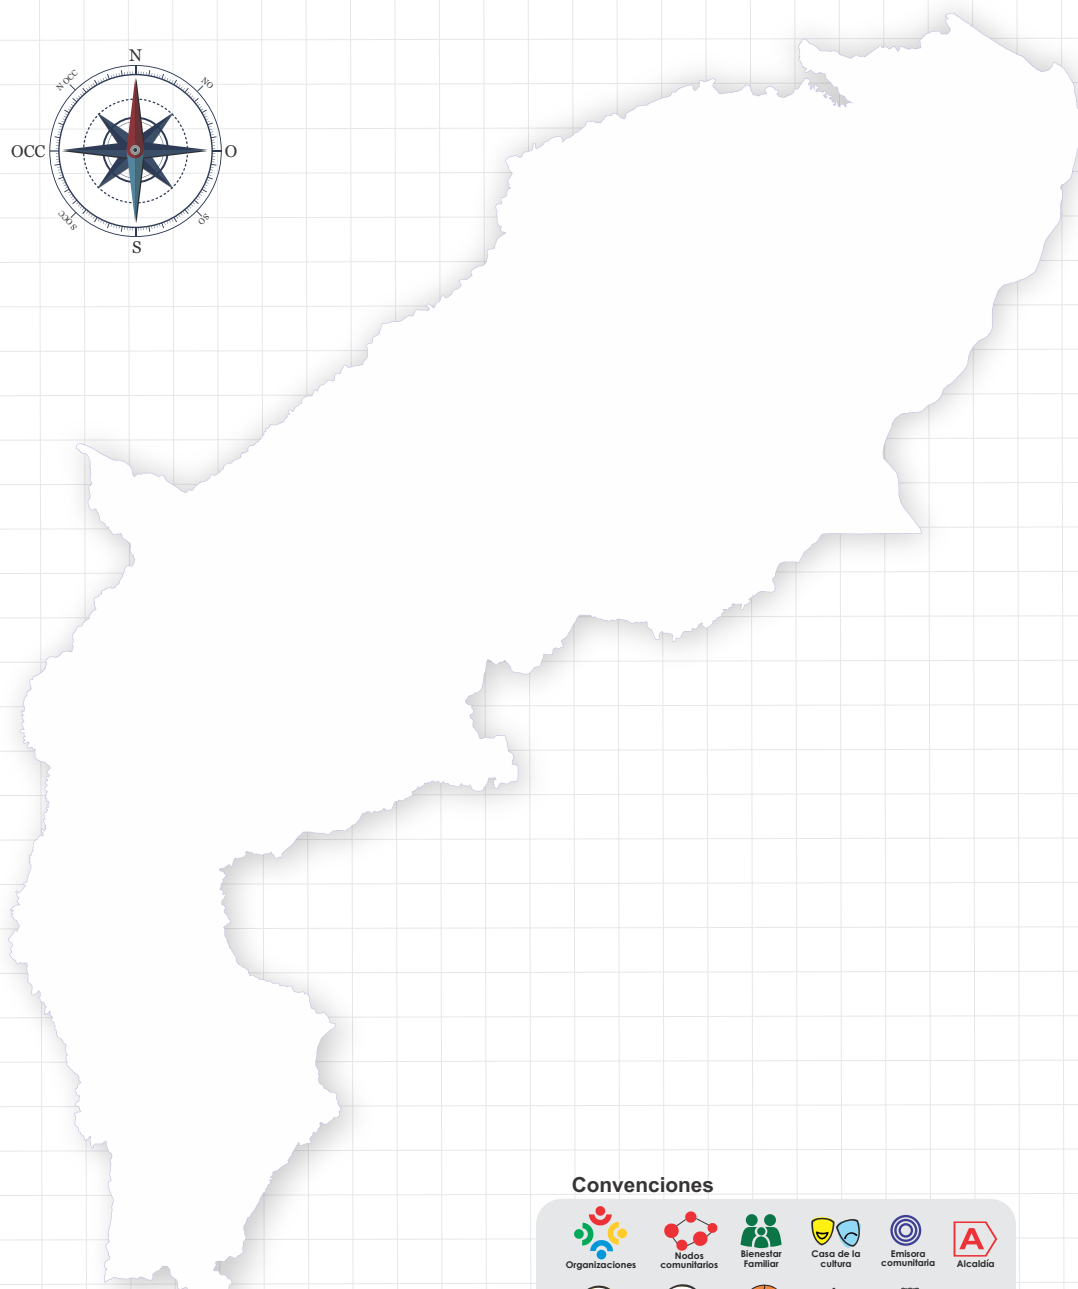 N
N OCC
NO
OCC
O
S OCC
SO
S
Convenciones
Organizaciones
Nodos
comunitarios
Bienestar
Familiar
Casa de la
cultura
Emisora
comunitaria
A
Alcaldía